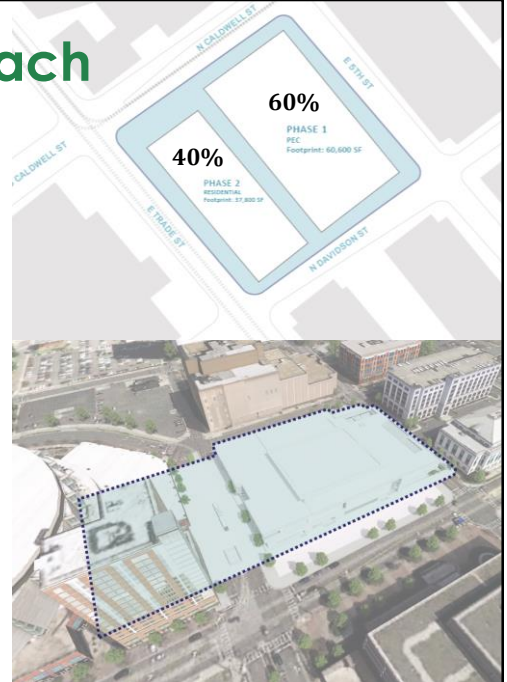 ach
N CALDWELL ST
E 5TH ST
60%
PHASE 1
PEC
Footprint: 60,600 SF
CALDWELL ST
40%
PHASE 2
RESIDENTIAL
Footprint: 37,800 SF
E TRADE ST
N DAVIDSON ST